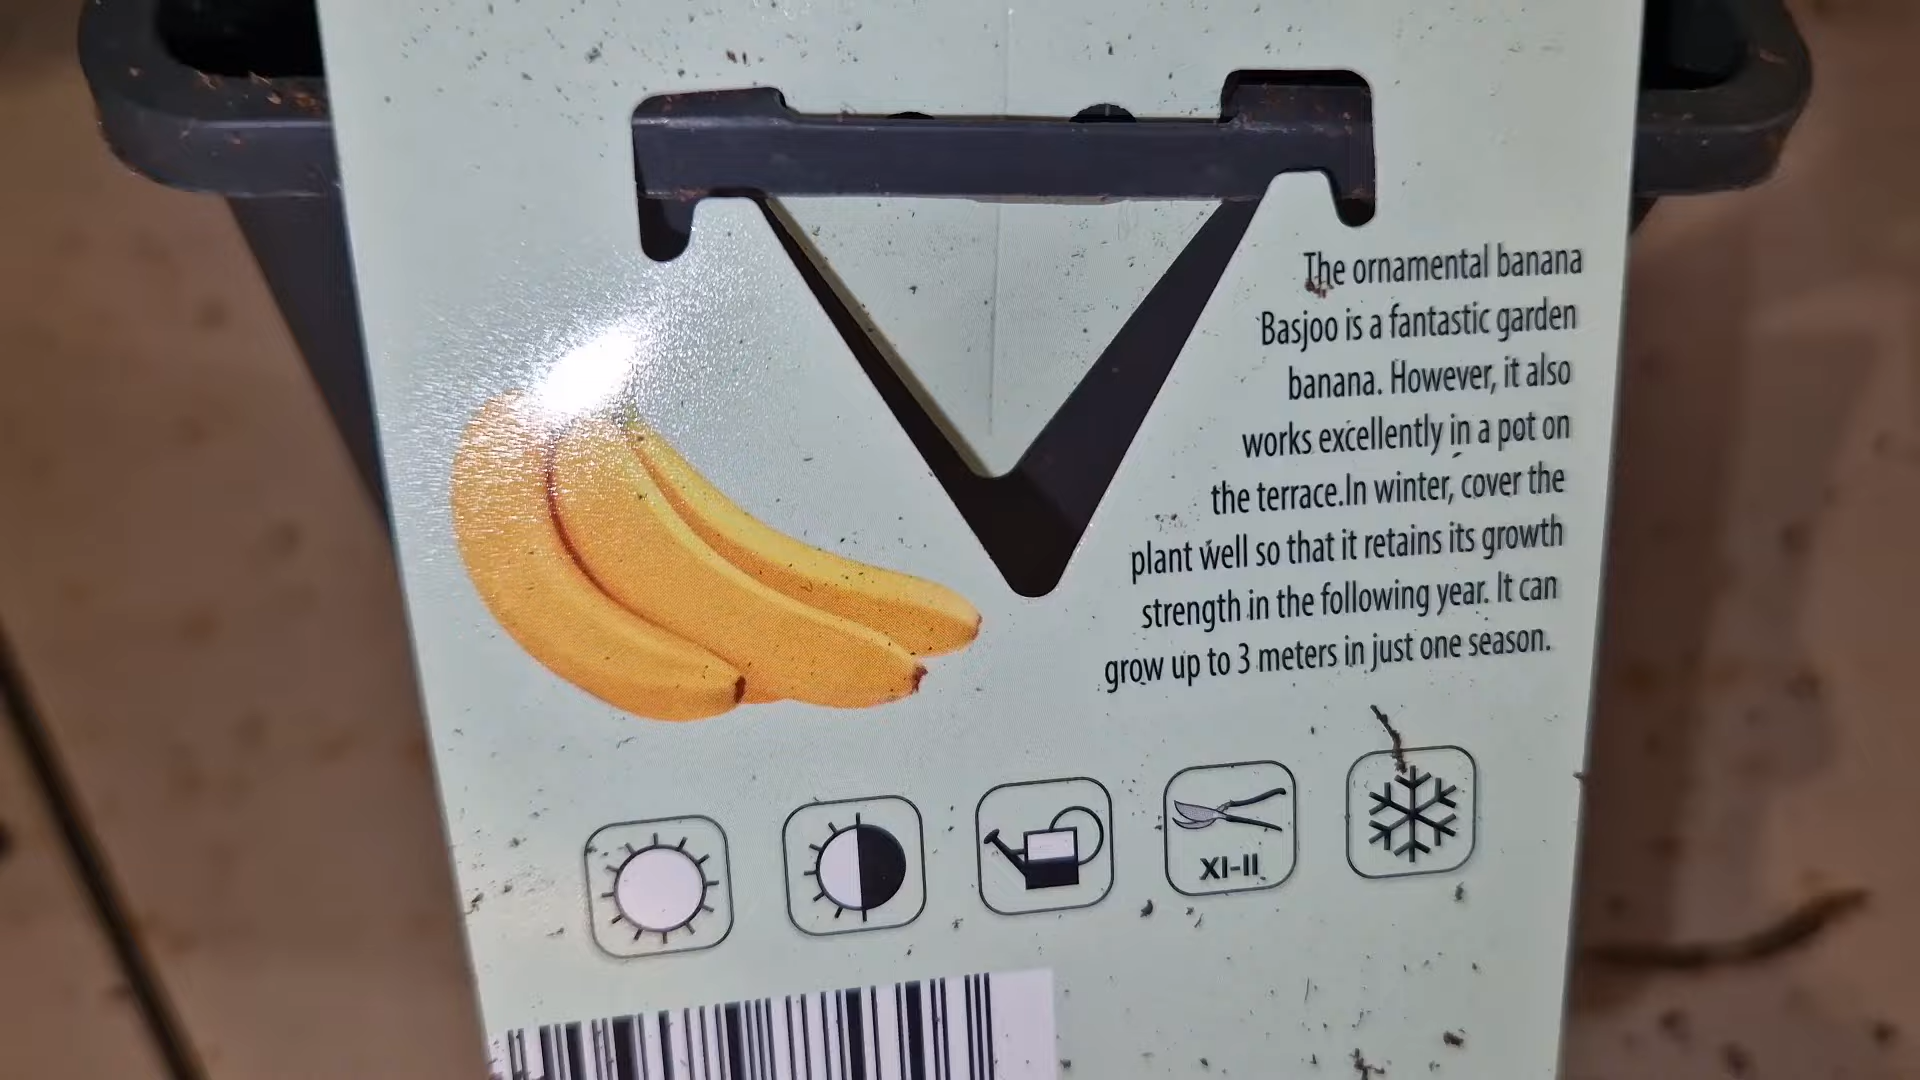 The ornamental banana
Basjoo is a fantastic garden
banana. However, it also
works excellently in a pot on
the terrace.In winter, cover the
plant well so that it retains its growth
strength in the following year. It can
grow up to 3 meters in just one season.
XI-II